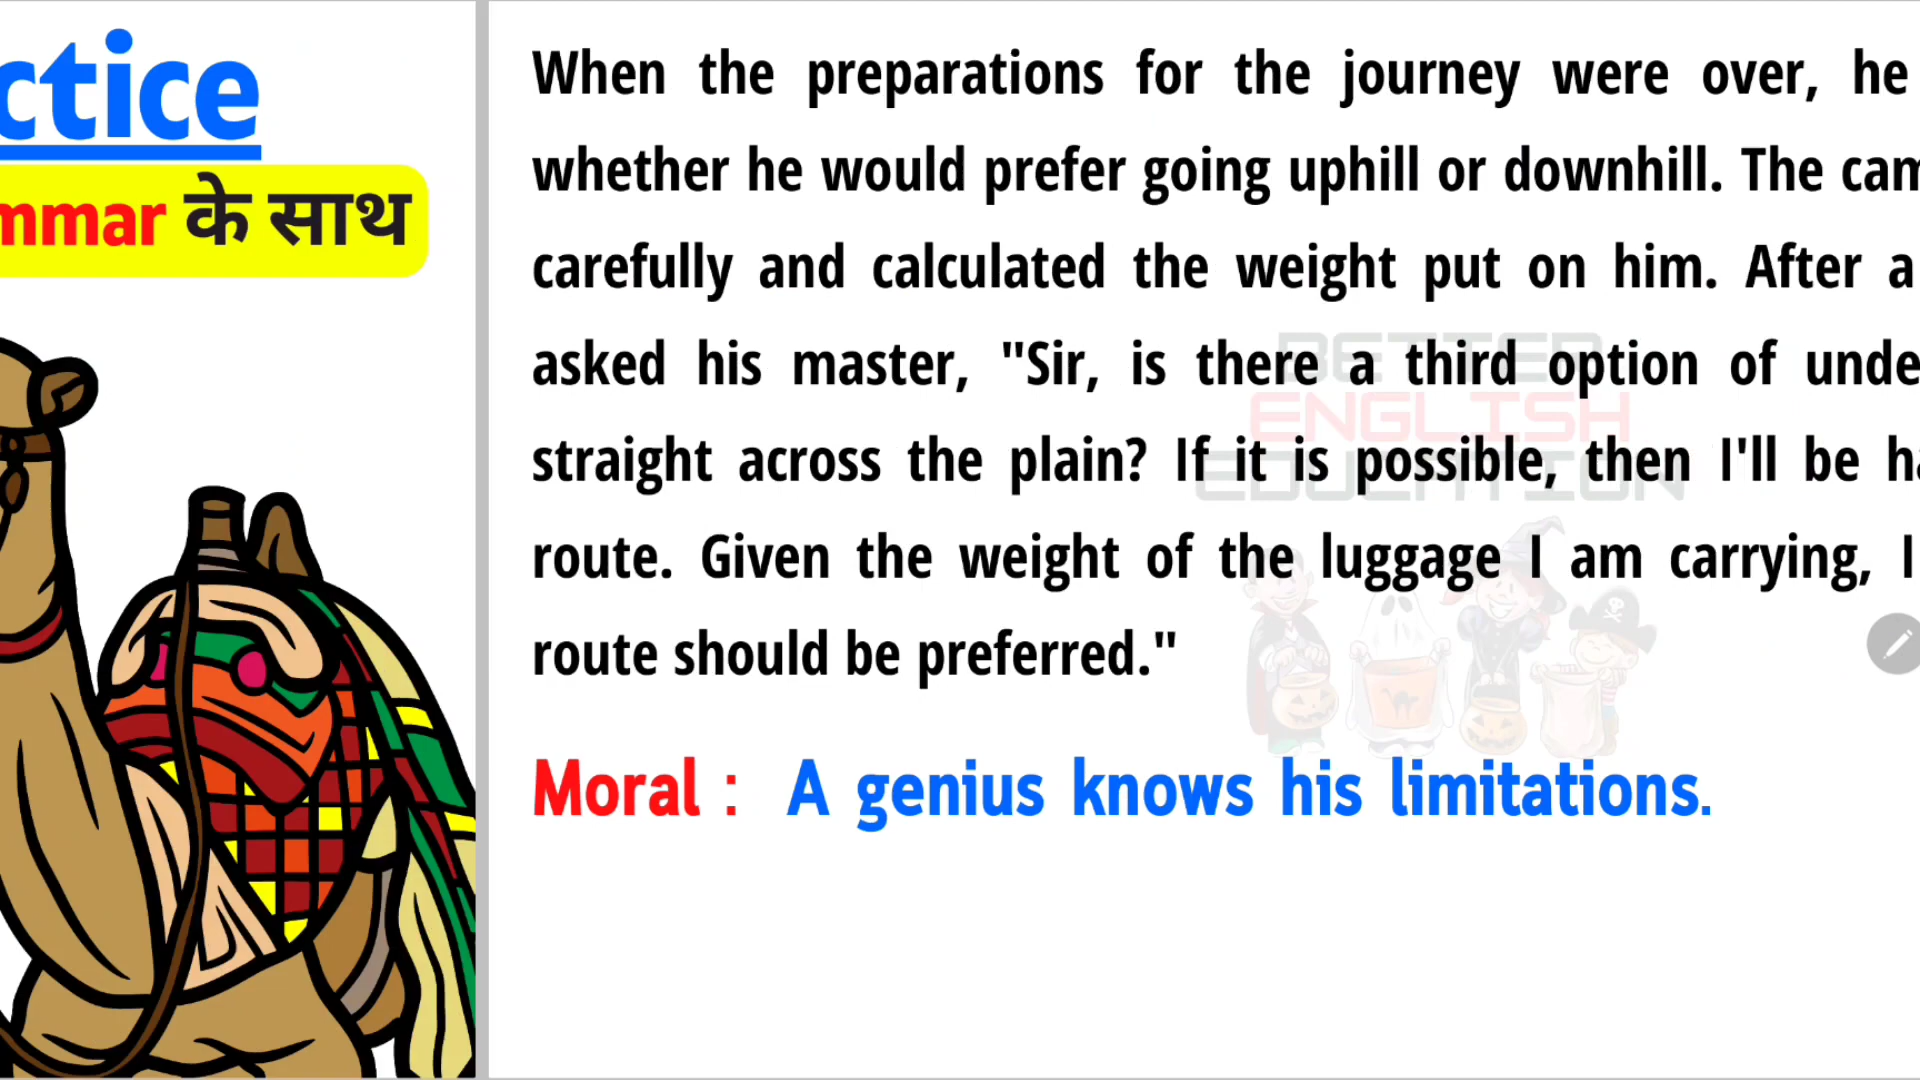 ctice
mmar के साथ
When the preparations for the journey were over, he
whether he would prefer going uphill or downhill. The cam
carefully and calculated the weight put on him. After a
asked his master, "Sir, is there a third option of unde
straight across the plain? If it is possible, then I'll be ha
route. Given the weight of the luggage I am carrying, I
route should be preferred."
Moral : A genius knows his limitations.
BETTER
ENGLISH
EDUCATION